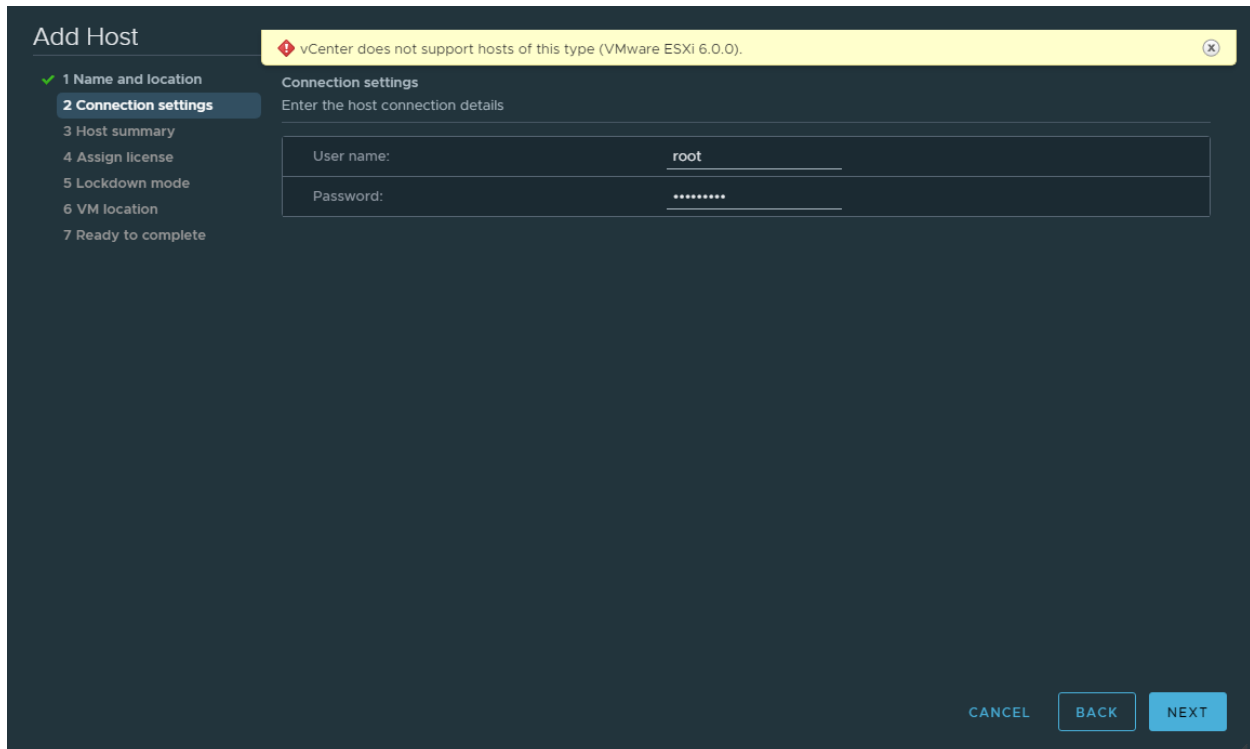 Add Host
vCenter does not support hosts of this type (VMware ESXi 6.0.0).
1 Name and location
2 Connection settings
3 Host summary
4 Assign license
5 Lockdown mode
6 VM location
7 Ready to complete
Connection settings
Enter the host connection details
User name: root
Password: •••••••••
CANCEL BACK NEXT